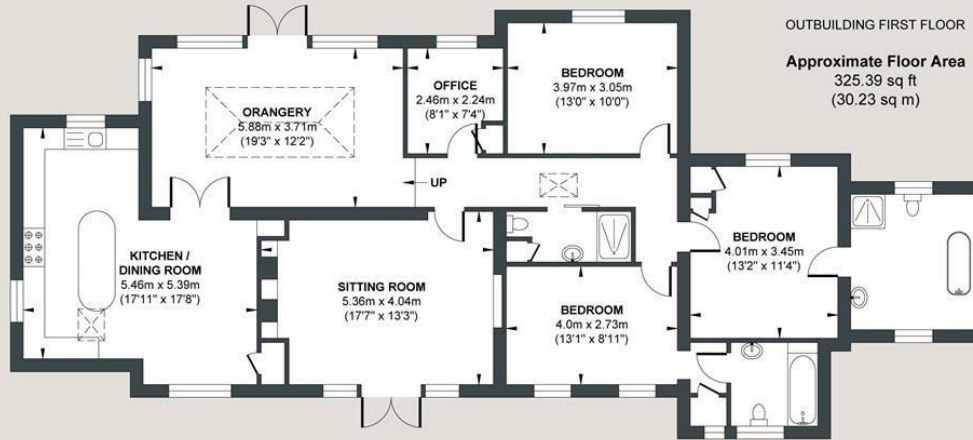 OUTBUILDING FIRST FLOOR
Approximate Floor Area
325.39 sq ft
(30.23 sq m)
ORANGERY
5.88m x 3.71m
(19'3" x 12'2")
OFFICE
2.46m x 2.24m
(8'1" x 7'4")
BEDROOM
3.97m x 3.05m
(13'0" x 10'0")
UP
KITCHEN /
DINING ROOM
5.46m x 5.39m
(17'11" x 17'8")
SITTING ROOM
5.36m x 4.04m
(17'7" x 13'3")
BEDROOM
4.0m x 2.73m
(13'1" x 8'11")
BEDROOM
4.01m x 3.45m
(13'2" x 11'4")